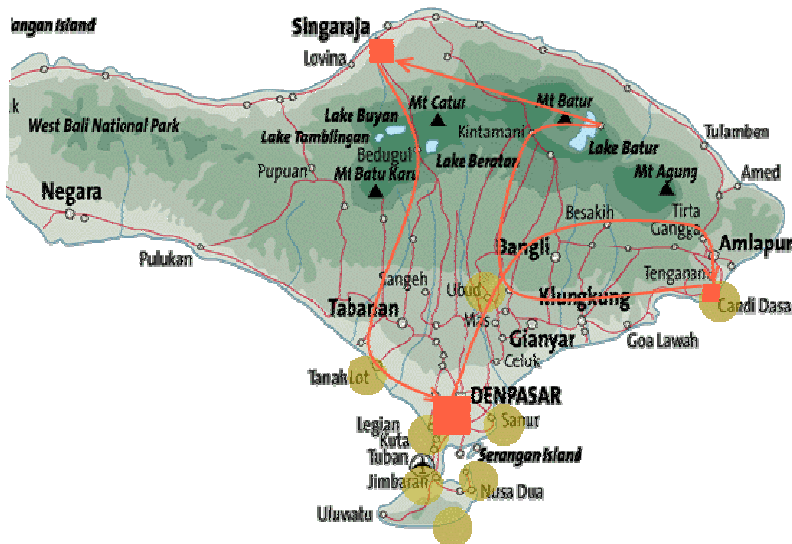 angan Island
Singaraja
Lovina
k
West Bali National Park
Lake Buyan
Mt Catur
Mt Batur
Lake Tamblingan
Kintamani
Bedugul
Lake Beratan
Lake Batur
Tulamben
Pupuan
Mt Batu Karu
Mt Agung
Amed
Negara
Besakih
Tirta
Gangga
Bangli
Amlapur
Pulukan
Tenganan
Sangeh
Ubud
Klungkung
Candi Dasa
Tabanan
Mas
Gianyar
Goa Lawah
Celuk
Tanak Lot
DENPASAR
Legian
Sanur
Kuta
Tuban
Serangan Island
Jimbaran
Nusa Dua
Uluwatu